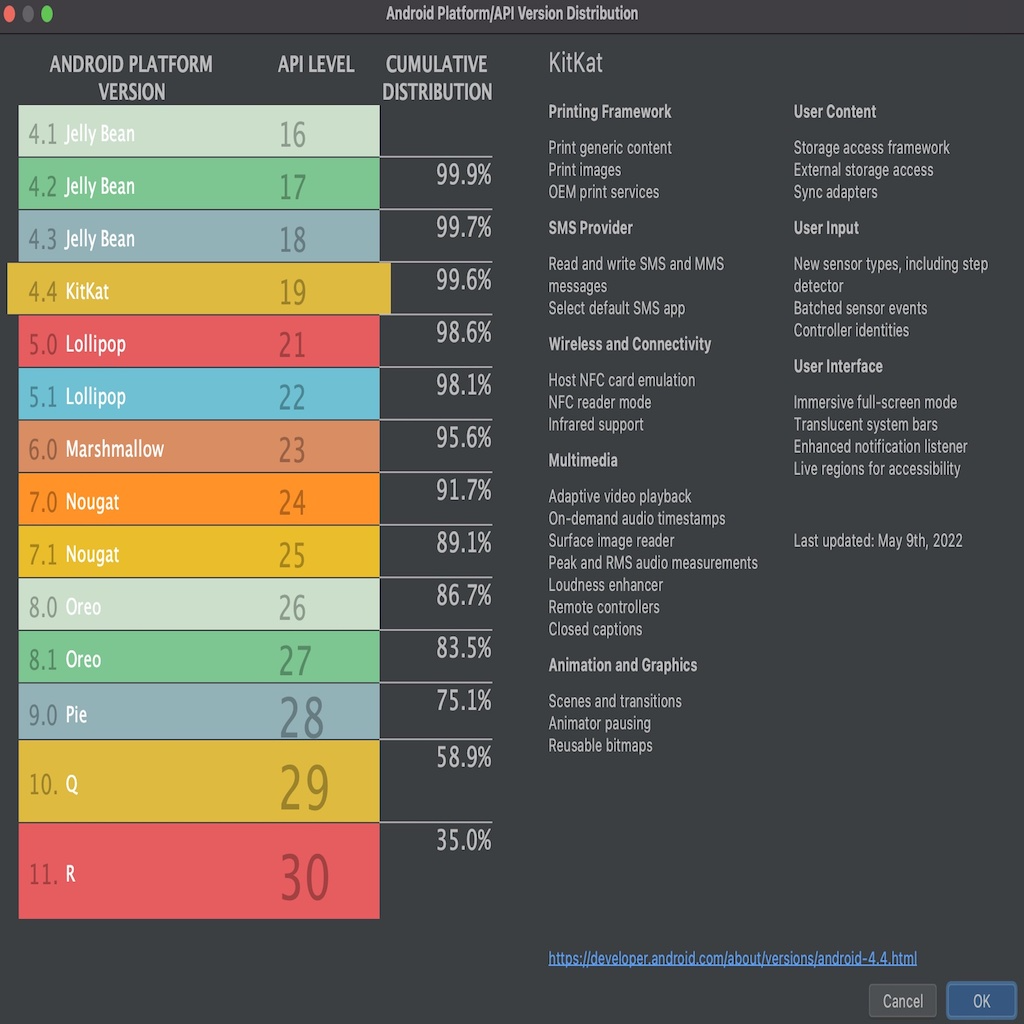 Android Platform/API Version Distribution
ANDROID PLATFORM
VERSION
API LEVEL
CUMULATIVE
DISTRIBUTION
4.1 Jelly Bean 16
99.9%
4.2 Jelly Bean 17
99.7%
4.3 Jelly Bean 18
99.6%
4.4 KitKat 19
98.6%
5.0 Lollipop 21
98.1%
5.1 Lollipop 22
95.6%
6.0 Marshmallow 23
91.7%
7.0 Nougat 24
89.1%
7.1 Nougat 25
86.7%
8.0 Oreo 26
83.5%
8.1 Oreo 27
75.1%
9.0 Pie 28
58.9%
10. Q 29
35.0%
11. R 30
KitKat
Printing Framework
Print generic content
Print images
OEM print services
SMS Provider
Read and write SMS and MMS
messages
Select default SMS app
Wireless and Connectivity
Host NFC card emulation
NFC reader mode
Infrared support
Multimedia
Adaptive video playback
On-demand audio timestamps
Surface image reader
Peak and RMS audio measurements
Loudness enhancer
Remote controllers
Closed captions
Animation and Graphics
Scenes and transitions
Animator pausing
Reusable bitmaps
User Content
Storage access framework
External storage access
Sync adapters
User Input
New sensor types, including step
detector
Batched sensor events
Controller identities
User Interface
Immersive full-screen mode
Translucent system bars
Enhanced notification listener
Live regions for accessibility
Last updated: May 9th, 2022
https://developer.android.com/about/versions/android-4.4.html
Cancel
OK